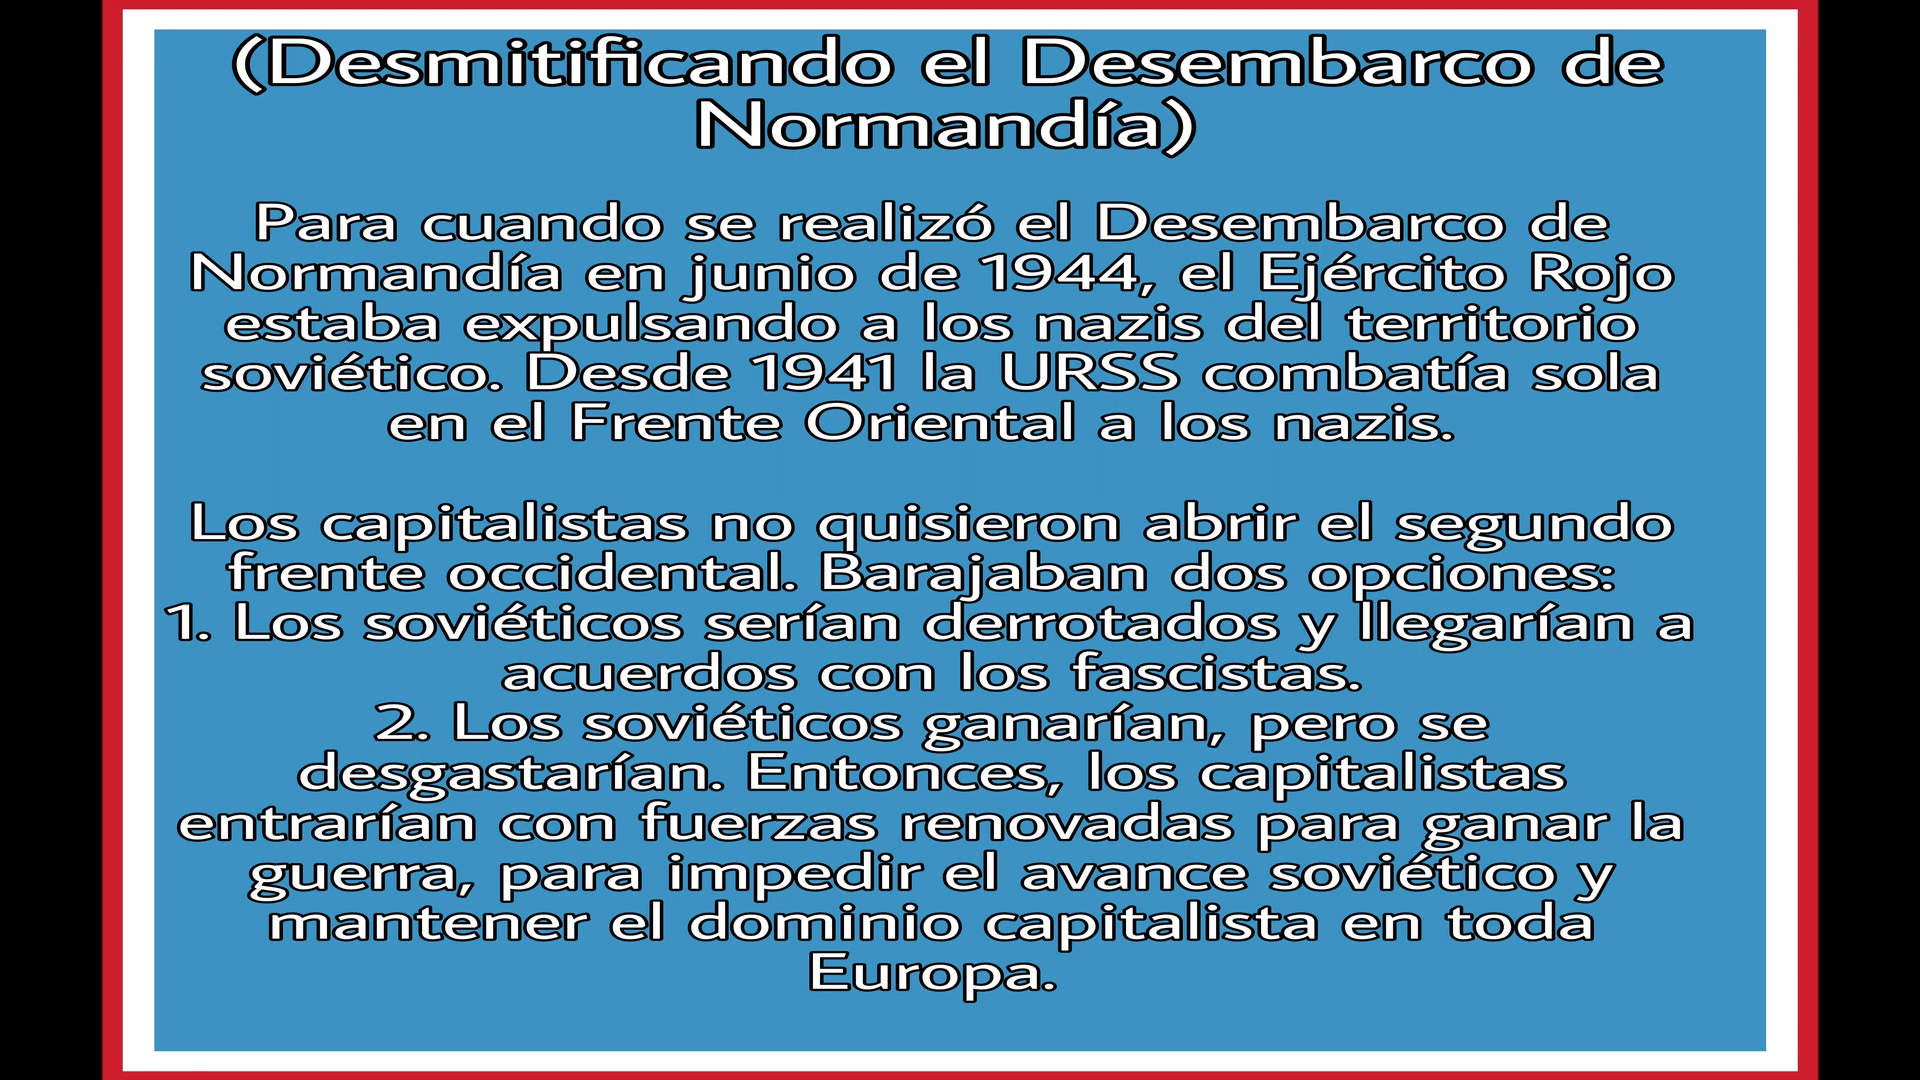 (Desmitificando el Desembarco de
Normandía)
Para cuando se realizó el Desembarco de
Normandía en junio de 1944, el Ejército Rojo
estaba expulsando a los nazis del territorio
soviético. Desde 1941 la URSS combatía sola
en el Frente Oriental a los nazis.
Los capitalistas no quisieron abrir el segundo
frente occidental. Barajaban dos opciones:
1. Los soviéticos serían derrotados y llegarían a
acuerdos con los fascistas.
2. Los soviéticos ganarían, pero se
desgastarían. Entonces, los capitalistas
entrarían con fuerzas renovadas para ganar la
guerra, para impedir el avance soviético y
mantener el dominio capitalista en toda
Europa.